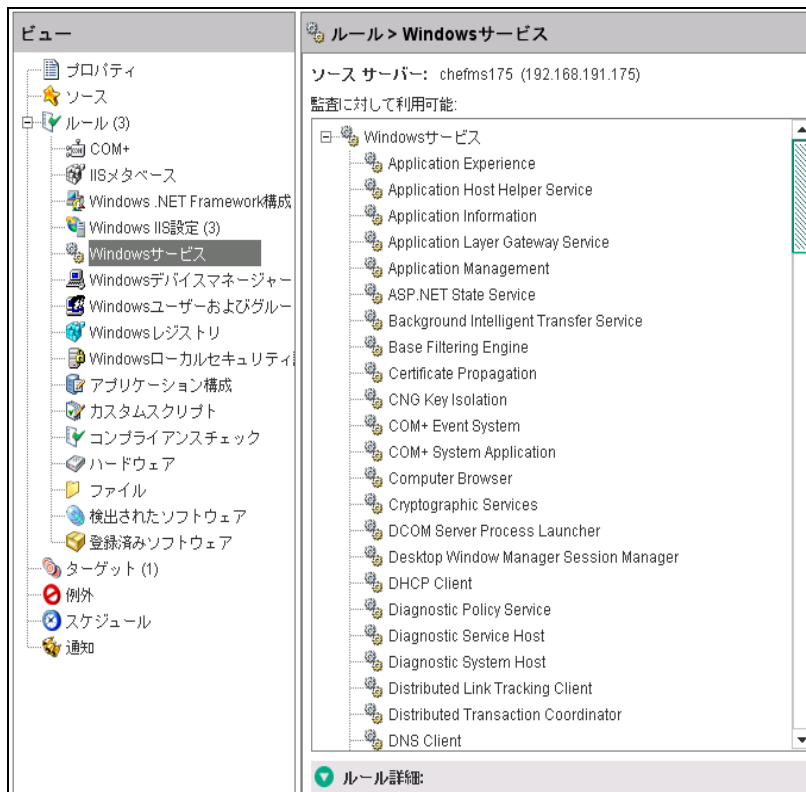 ビュー
プロパティ
ソース
ルール (3)
COM+
IISメタベース
Windows .NET Framework構成
Windows IIS設定 (3)
Windowsサービス
Windowsデバイスマネージャー
Windowsユーザーおよびグルー
Windowsレジストリ
Windowsローカルセキュリティ
アプリケーション構成
カスタムスクリプト
コンプライアンスチェック
ハードウェア
ファイル
検出されたソフトウェア
登録済みソフトウェア
ターゲット (1)
例外
スケジュール
通知
ルール > Windowsサービス
ソース サーバー: chefms175 (192.168.191.175)
監査に対して利用可能:
Windowsサービス
Application Experience
Application Host Helper Service
Application Information
Application Layer Gateway Service
Application Management
ASP.NET State Service
Background Intelligent Transfer Service
Base Filtering Engine
Certificate Propagation
CNG Key Isolation
COM+ Event System
COM+ System Application
Computer Browser
Cryptographic Services
DCOM Server Process Launcher
Desktop Window Manager Session Manager
DHCP Client
Diagnostic Policy Service
Diagnostic Service Host
Diagnostic System Host
Distributed Link Tracking Client
Distributed Transaction Coordinator
DNS Client
ルール詳細: